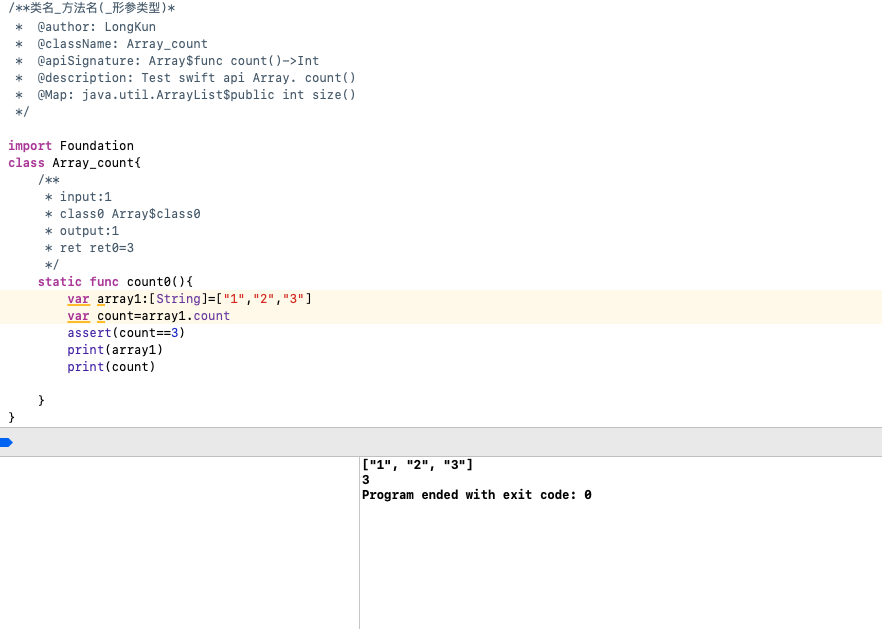 /**类名_方法名(_形参类型)*
 *  @author: LongKun
 *  @className: Array_count
 *  @apiSignature: Array$func count()->Int
 *  @description: Test swift api Array. count()
 *  @Map: java.util.ArrayList$public int size()
 */
import Foundation
class Array_count{
    /**
     * input:1
     * class0 Array$class0
     * output:1
     * ret ret0=3
     */
    static func count0(){
        var array1:[String]=["1","2","3"]
        var count=array1.count
        assert(count==3)
        print(array1)
        print(count)
    }
}
["1", "2", "3"]
3
Program ended with exit code: 0